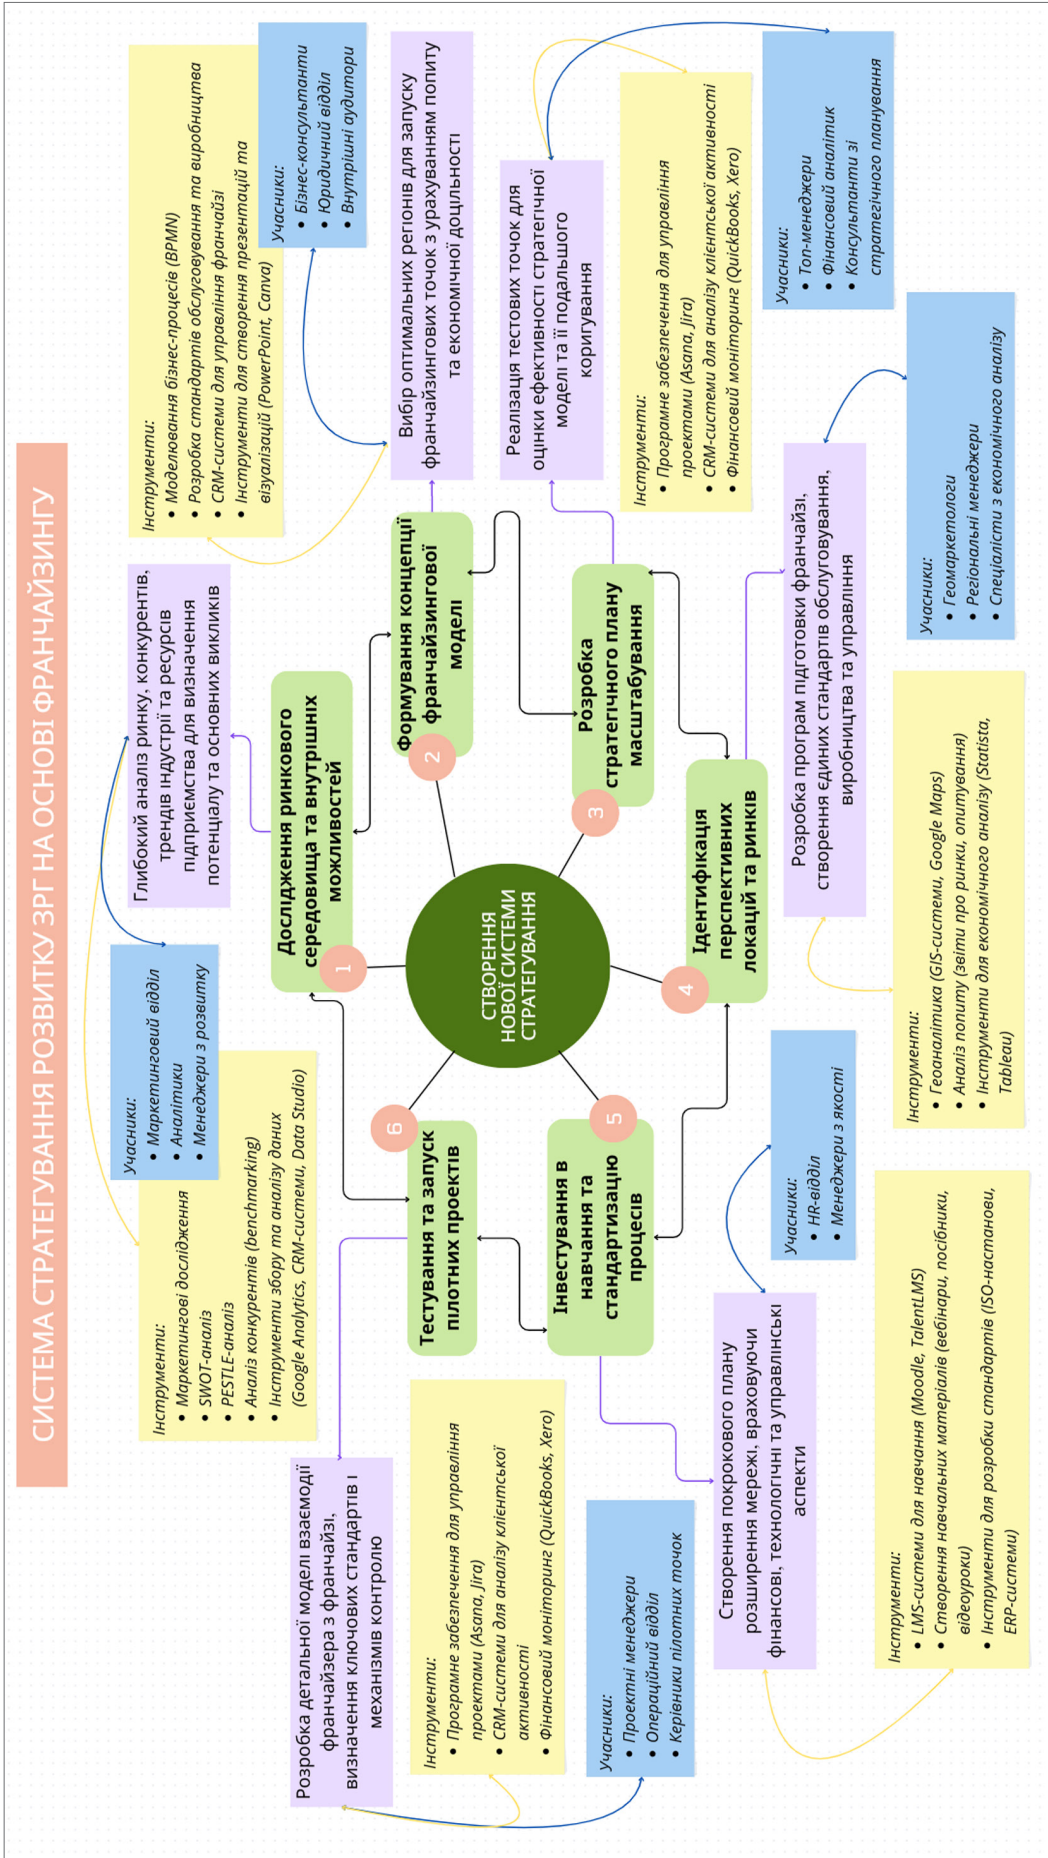 СИСТЕМА СТРАТЕГУВАННЯ РОЗВИТКУ ЗРГ НА ОСНОВІ ФРАНЧАЙЗИНГУ
СТВОРЕННЯ
НОВОЇ СИСТЕМИ
СТРАТЕГУВАННЯ
1
Дослідження ринкового
середовища та внутрішніх
можливостей
Глибокий аналіз ринку, конкурентів,
трендів індустрії та ресурсів
підприємства для визначення
потенціалу та основних викликів
Учасники:
• Маркетинговий відділ
• Аналітики
• Менеджери з розвитку
Інструменти:
• Маркетингові дослідження
• SWOT-аналіз
• PESTLE-аналіз
• Аналіз конкурентів (benchmarking)
• Інструменти збору та аналізу даних
(Google Analytics, CRM-системи, Data Studio)
2
Формування концепції
франчайзингової
моделі
Вибір оптимальних регіонів для запуску
франчайзингових точок з урахуванням попиту
та економічної доцільності
Інструменти:
• Моделювання бізнес-процесів (BPMN)
• Розробка стандартів обслуговування та виробництва
• CRM-системи для управління франчайзі
• Інструменти для створення презентацій та
візуалізацій (PowerPoint, Canva)
Учасники:
• Бізнес-консультанти
• Юридичний відділ
• Внутрішні аудитори
3
Розробка
стратегічного плану
масштабування
Реалізація тестових точок для
оцінки ефективності стратегічної
моделі та її подальшого
коригування
Інструменти:
• Програмне забезпечення для управління
проектами (Asana, Jira)
• CRM-системи для аналізу клієнтської активності
• Фінансовий моніторинг (QuickBooks, Xero)
Учасники:
• Топ-менеджери
• Фінансовий аналітик
• Консультанти зі
стратегічного планування
4
Ідентифікація
перспективних
локацій та ринків
Розробка програм підготовки франчайзі,
створення єдиних стандартів обслуговування,
виробництва та управління
Учасники:
• Геомаркетологи
• Регіональні менеджери
• Спеціалісти з економічного аналізу
Інструменти:
• Геоаналітика (GIS-системи, Google Maps)
• Аналіз попиту (звіти про ринки, опитування)
• Інструменти для економічного аналізу (Statista,
Tableau)
5
Інвестування в
навчання та
стандартизацію
процесів
Створення покрокового плану
розширення мережі, враховуючи
фінансові, технологічні та управлінські
аспекти
Учасники:
• HR-відділ
• Менеджери з якості
Інструменти:
• LMS-системи для навчання (Moodle, TalentLMS)
• Створення навчальних матеріалів (вебінари, посібники,
відеоуроки)
• Інструменти для розробки стандартів (ISO-настанови,
ERP-системи)
6
Тестування та запуск
пілотних проектів
Розробка детальної моделі взаємодії
франчайзера з франчайзі,
визначення ключових стандартів і
механізмів контролю
Інструменти:
• Програмне забезпечення для управління
проектами (Asana, Jira)
• CRM-системи для аналізу клієнтської
активності
• Фінансовий моніторинг (QuickBooks, Xero)
Учасники:
• Проектні менеджери
• Операційний відділ
• Керівники пілотних точок